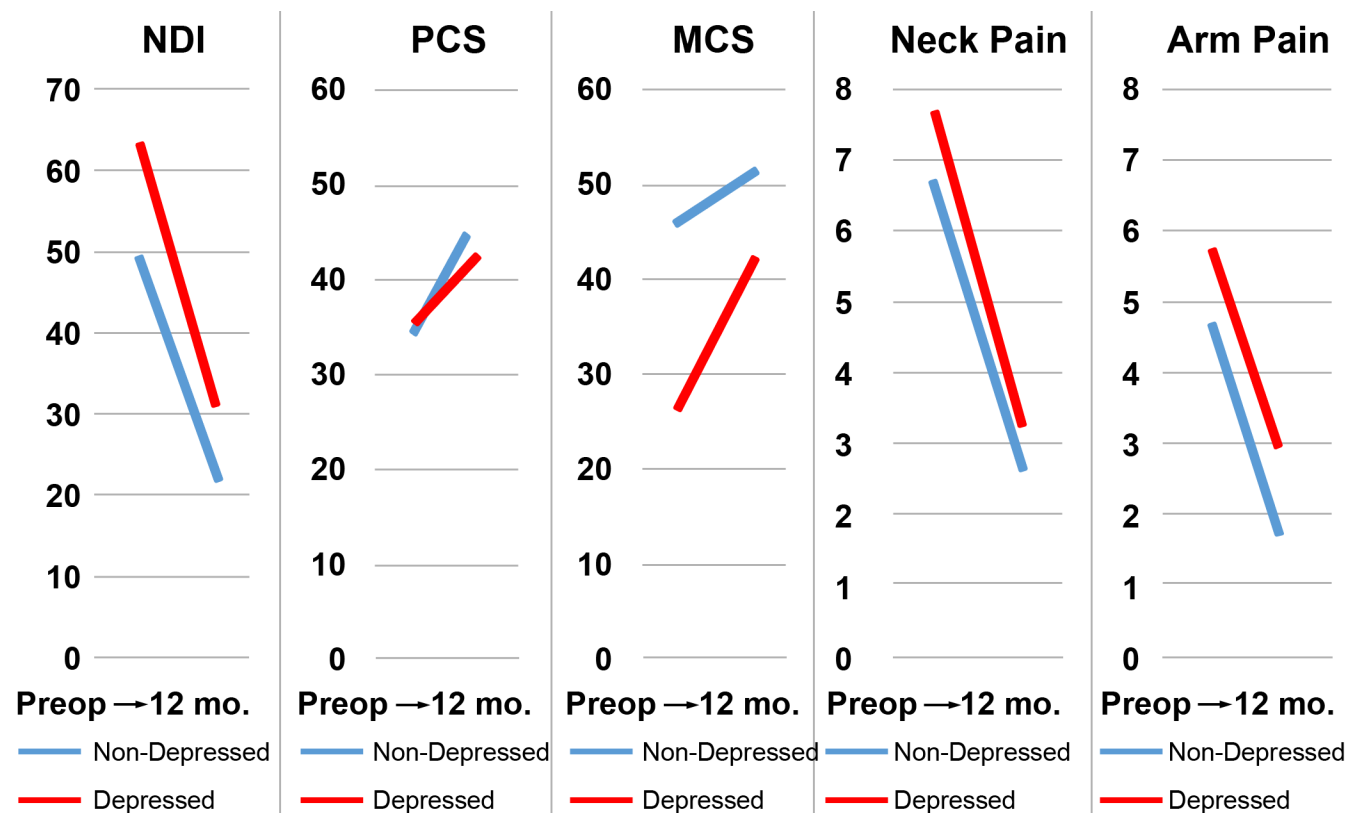 NDI
70
60
50
40
30
20
10
0
Preop → 12 mo.
Non-Depressed
Depressed
PCS
60
50
40
30
20
10
0
Preop → 12 mo.
Non-Depressed
Depressed
MCS
60
50
40
30
20
10
0
Preop → 12 mo.
Non-Depressed
Depressed
Neck Pain
8
7
6
5
4
3
2
1
0
Preop → 12 mo.
Non-Depressed
Depressed
Arm Pain
8
7
6
5
4
3
2
1
0
Preop → 12 mo.
Non-Depressed
Depressed